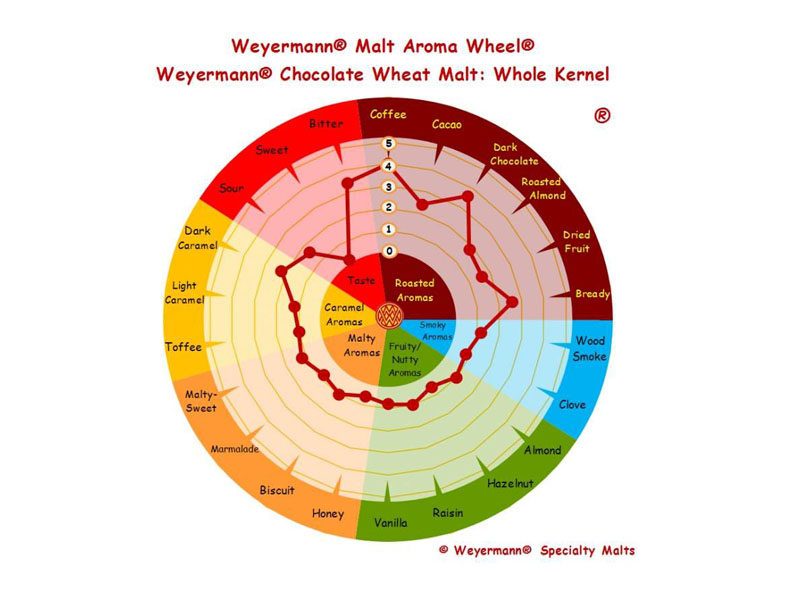 Weyermann® Malt Aroma Wheel®
Weyermann® Chocolate Wheat Malt: Whole Kernel
®
Coffee
Cacao
Dark
Chocolate
Roasted
Almond
Dried
Fruit
Bready
Wood
Smoke
Clove
Almond
Hazelnut
Raisin
Vanilla
Honey
Biscuit
Marmalade
Malty-
Sweet
Toffee
Light
Caramel
Dark
Caramel
Sour
Sweet
Bitter
5
4
3
2
1
0
Taste
Roasted
Aromas
Caramel
Aromas
Smoky
Aromas
Malty
Aromas
Fruity/
Nutty
Aromas
© Weyermann® Specialty Malts